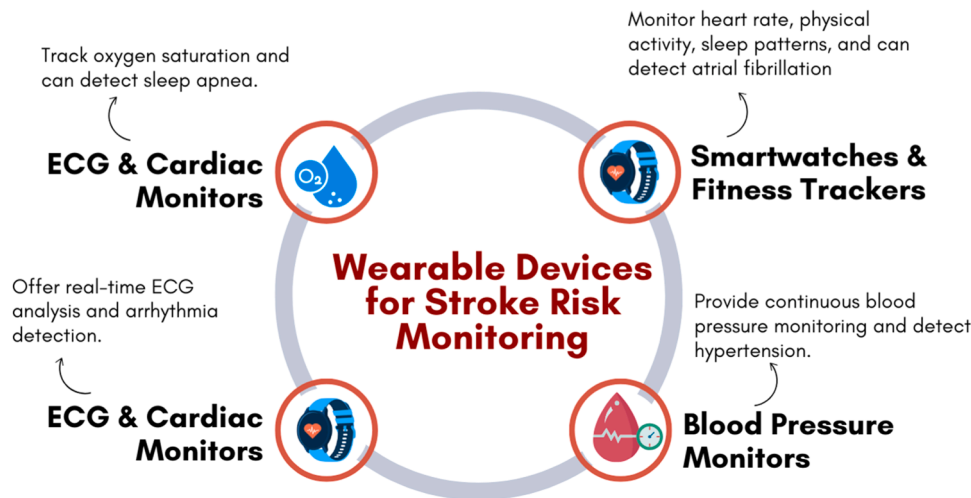 Track oxygen saturation and
can detect sleep apnea.
ECG & Cardiac
Monitors
O2
Monitor heart rate, physical
activity, sleep patterns, and can
detect atrial fibrillation
Smartwatches &
Fitness Trackers
Wearable Devices
for Stroke Risk
Monitoring
Offer real-time ECG
analysis and arrhythmia
detection.
ECG & Cardiac
Monitors
Provide continuous blood
pressure monitoring and detect
hypertension.
Blood Pressure
Monitors